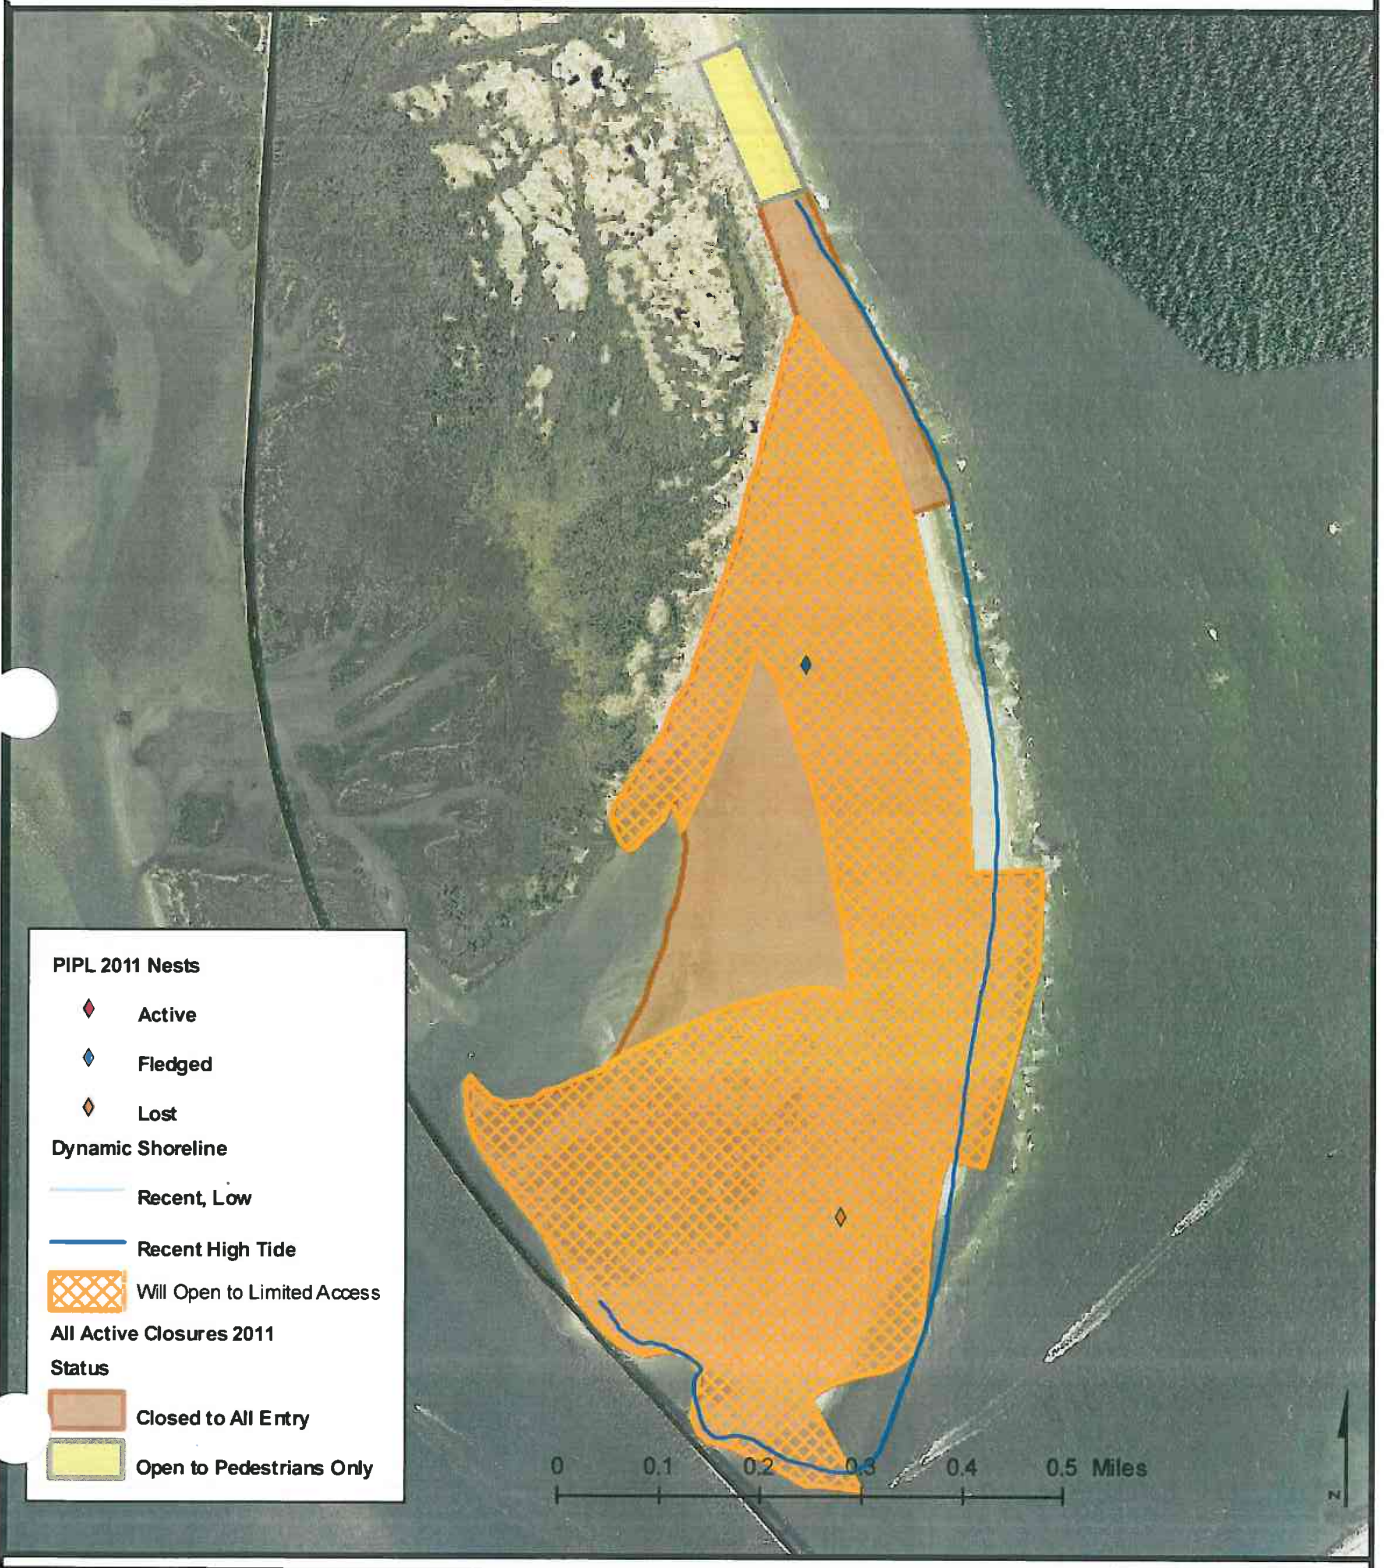 PIPL 2011 Nests
Active
Fledged
Lost
Dynamic Shoreline
Recent, Low
Recent High Tide
Will Open to Limited Access
All Active Closures 2011
Status
Closed to All Entry
Open to Pedestrians Only
0 0.1 0.2 0.3 0.4 0.5 Miles
N